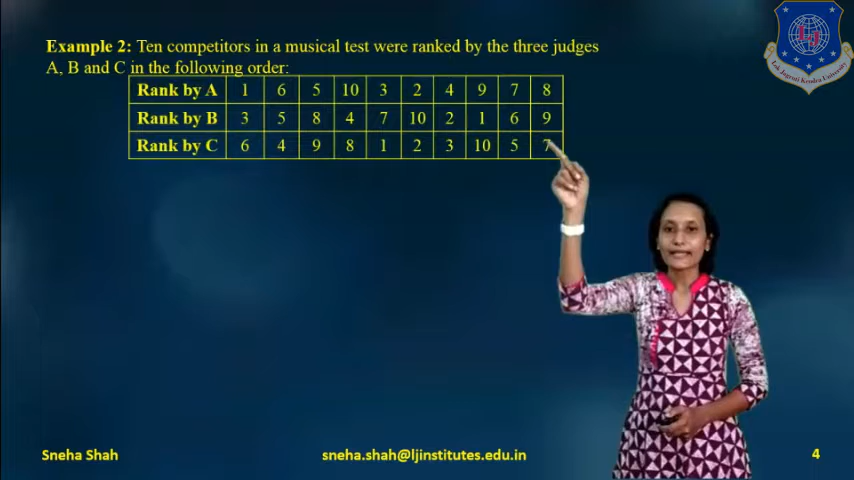 Example 2: Ten competitors in a musical test were ranked by the three judges
A, B and C in the following order:
Rank by A 1 6 5 10 3 2 4 9 7 8
Rank by B 3 5 8 4 7 10 2 1 6 9
Rank by C 6 4 9 8 1 2 3 10 5 7
Sneha Shah sneha.shah@ljinstitutes.edu.in 4